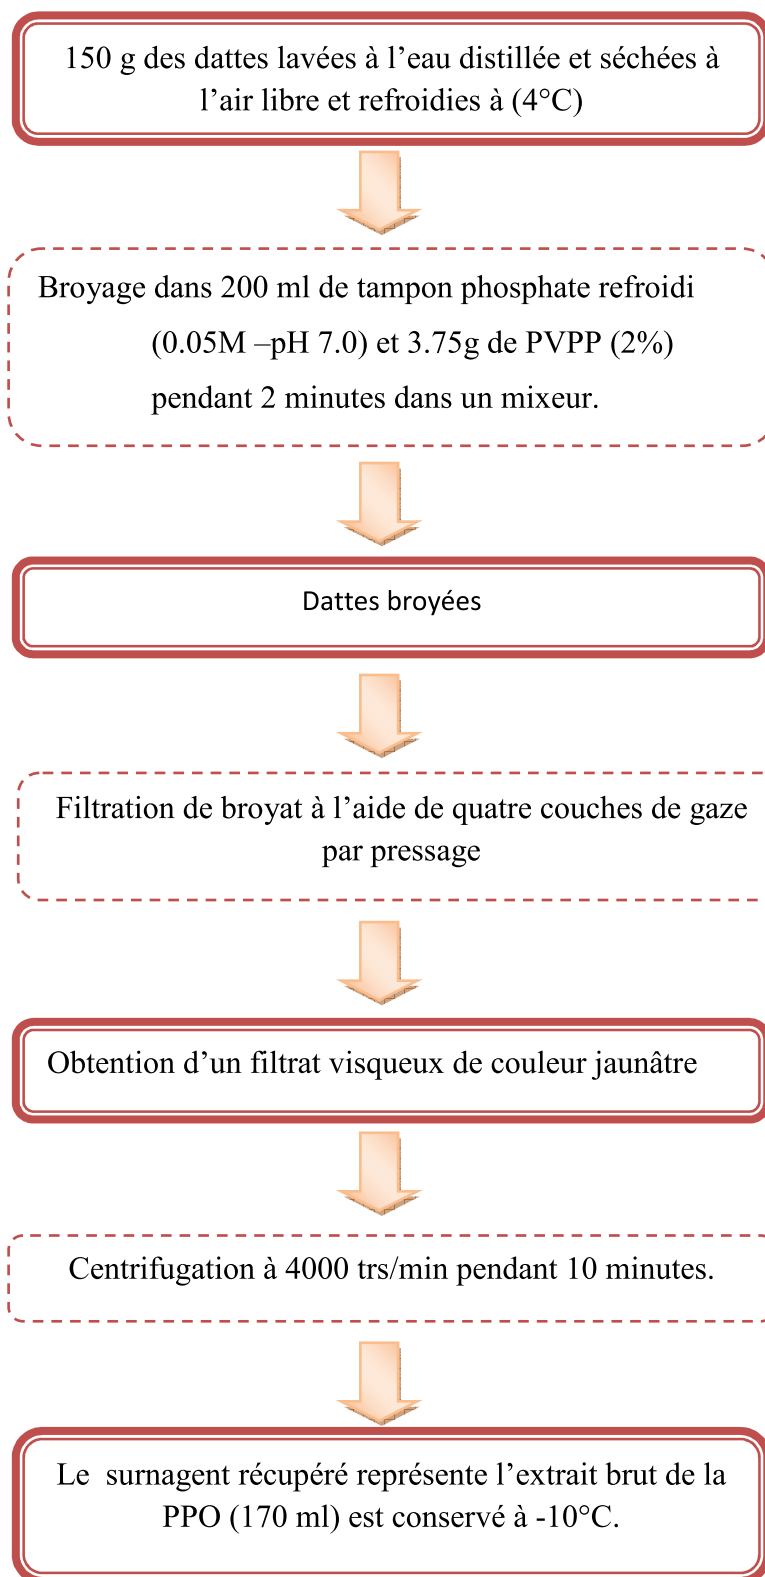 150 g des dattes lavées à l’eau distillée et séchées à
l’air libre et refroidies à (4°C)
Broyage dans 200 ml de tampon phosphate refroidi
(0.05M –pH 7.0) et 3.75g de PVPP (2%)
pendant 2 minutes dans un mixeur.
Dattes broyées
Filtration de broyat à l’aide de quatre couches de gaze
par pressage
Obtention d’un filtrat visqueux de couleur jaunâtre
Centrifugation à 4000 trs/min pendant 10 minutes.
Le surnagent récupéré représente l’extrait brut de la
PPO (170 ml) est conservé à -10°C.